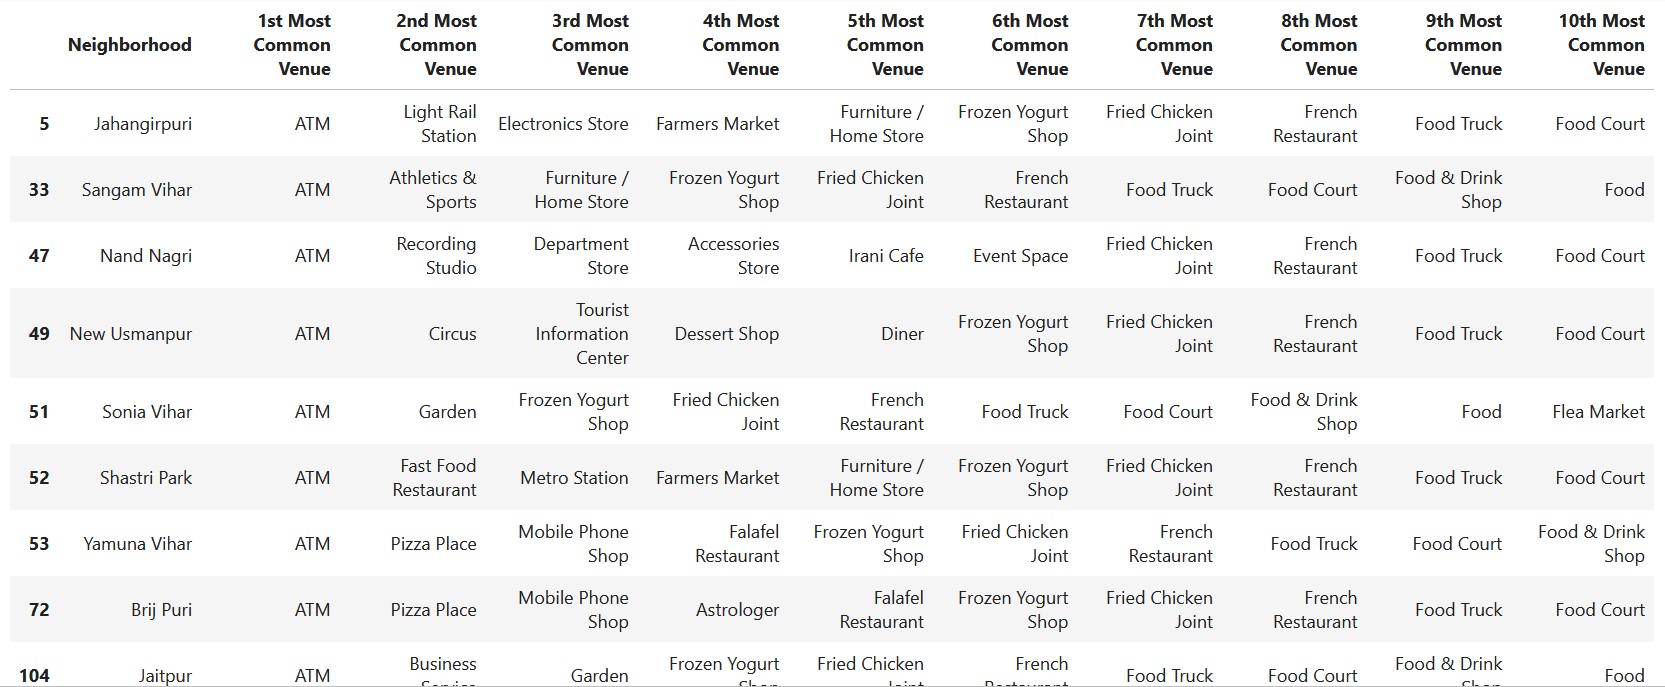 Neighborhood 1st Most Common Venue 2nd Most Common Venue 3rd Most Common Venue 4th Most Common Venue 5th Most Common Venue 6th Most Common Venue 7th Most Common Venue 8th Most Common Venue 9th Most Common Venue 10th Most Common Venue
5 Jahangirpuri ATM Light Rail Station Electronics Store Farmers Market Furniture / Home Store Frozen Yogurt Shop Fried Chicken Joint French Restaurant Food Truck Food Court
33 Sangam Vihar ATM Athletics & Sports Furniture / Home Store Frozen Yogurt Shop Fried Chicken Joint French Restaurant Food Truck Food Court Food & Drink Shop Food
47 Nand Nagri ATM Recording Studio Department Store Accessories Store Irani Cafe Event Space Fried Chicken Joint French Restaurant Food Truck Food Court
49 New Usmanpur ATM Circus Tourist Information Center Dessert Shop Diner Frozen Yogurt Shop Fried Chicken Joint French Restaurant Food Truck Food Court
51 Sonia Vihar ATM Garden Frozen Yogurt Shop Fried Chicken Joint French Restaurant Food Truck Food Court Food & Drink Shop Food Flea Market
52 Shastri Park ATM Fast Food Restaurant Metro Station Farmers Market Furniture / Home Store Frozen Yogurt Shop Fried Chicken Joint French Restaurant Food Truck Food Court
53 Yamuna Vihar ATM Pizza Place Mobile Phone Shop Falafel Restaurant Frozen Yogurt Shop Fried Chicken Joint French Restaurant Food Truck Food Court Food & Drink Shop
72 Brij Puri ATM Pizza Place Mobile Phone Shop Astrologer Falafel Restaurant Frozen Yogurt Shop Fried Chicken Joint French Restaurant Food Truck Food Court
104 Jaitpur ATM Business Service Garden Frozen Yogurt Shop Fried Chicken Joint French Restaurant Food Truck Food Court Food & Drink Shop Food